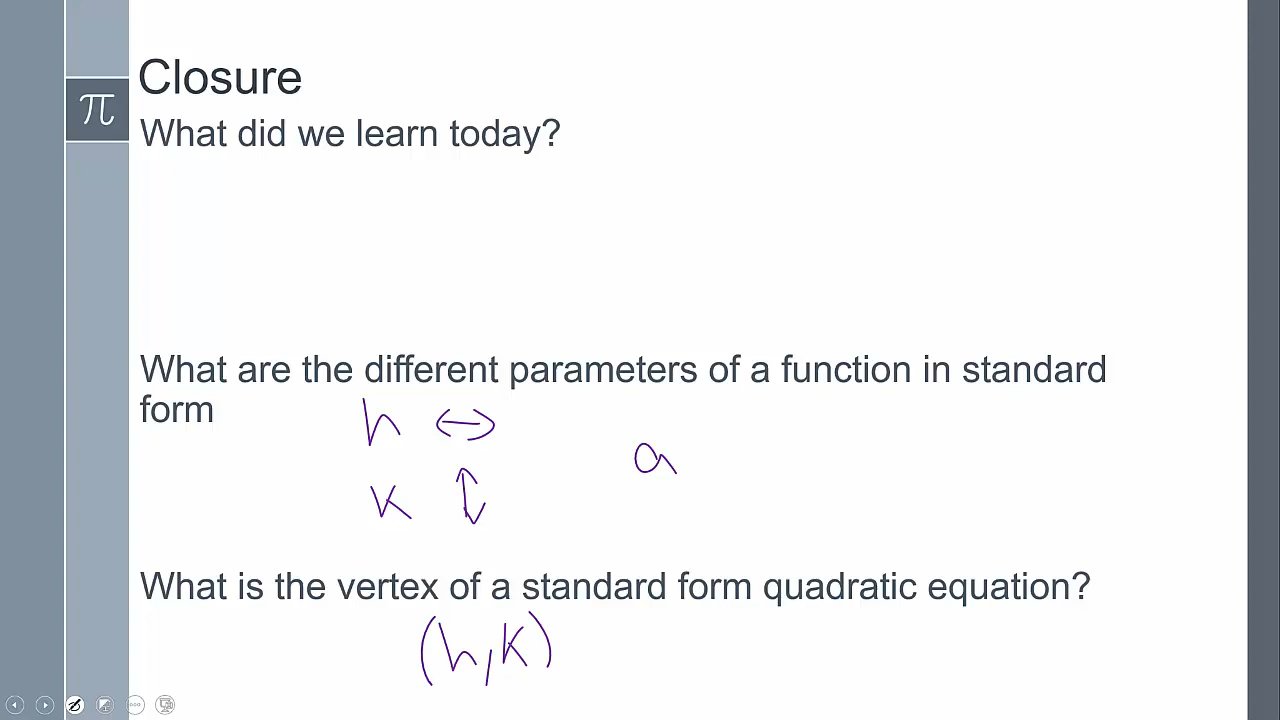 Closure
π
What did we learn today?
What are the different parameters of a function in standard
form
h ↔
a
k ↕
What is the vertex of a standard form quadratic equation?
(h,k)